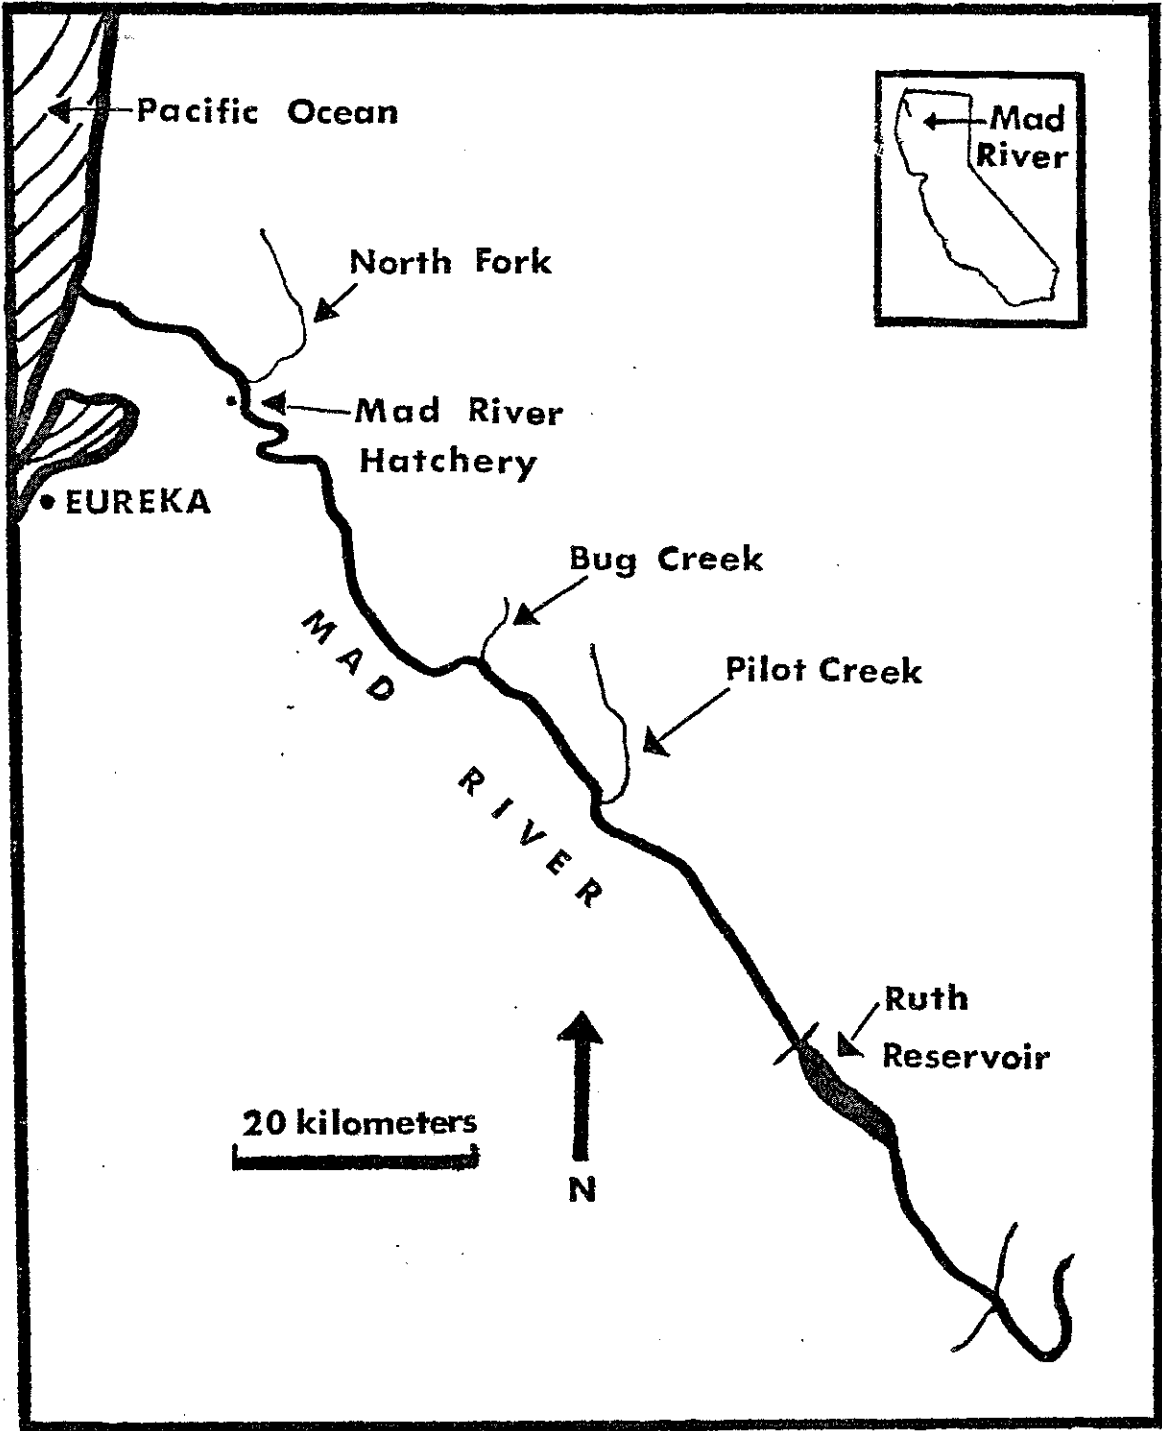 Pacific Ocean
Mad
River
North Fork
Mad River
Hatchery
EUREKA
Bug Creek
MAD RIVER
Pilot Creek
Ruth
Reservoir
20 kilometers
N